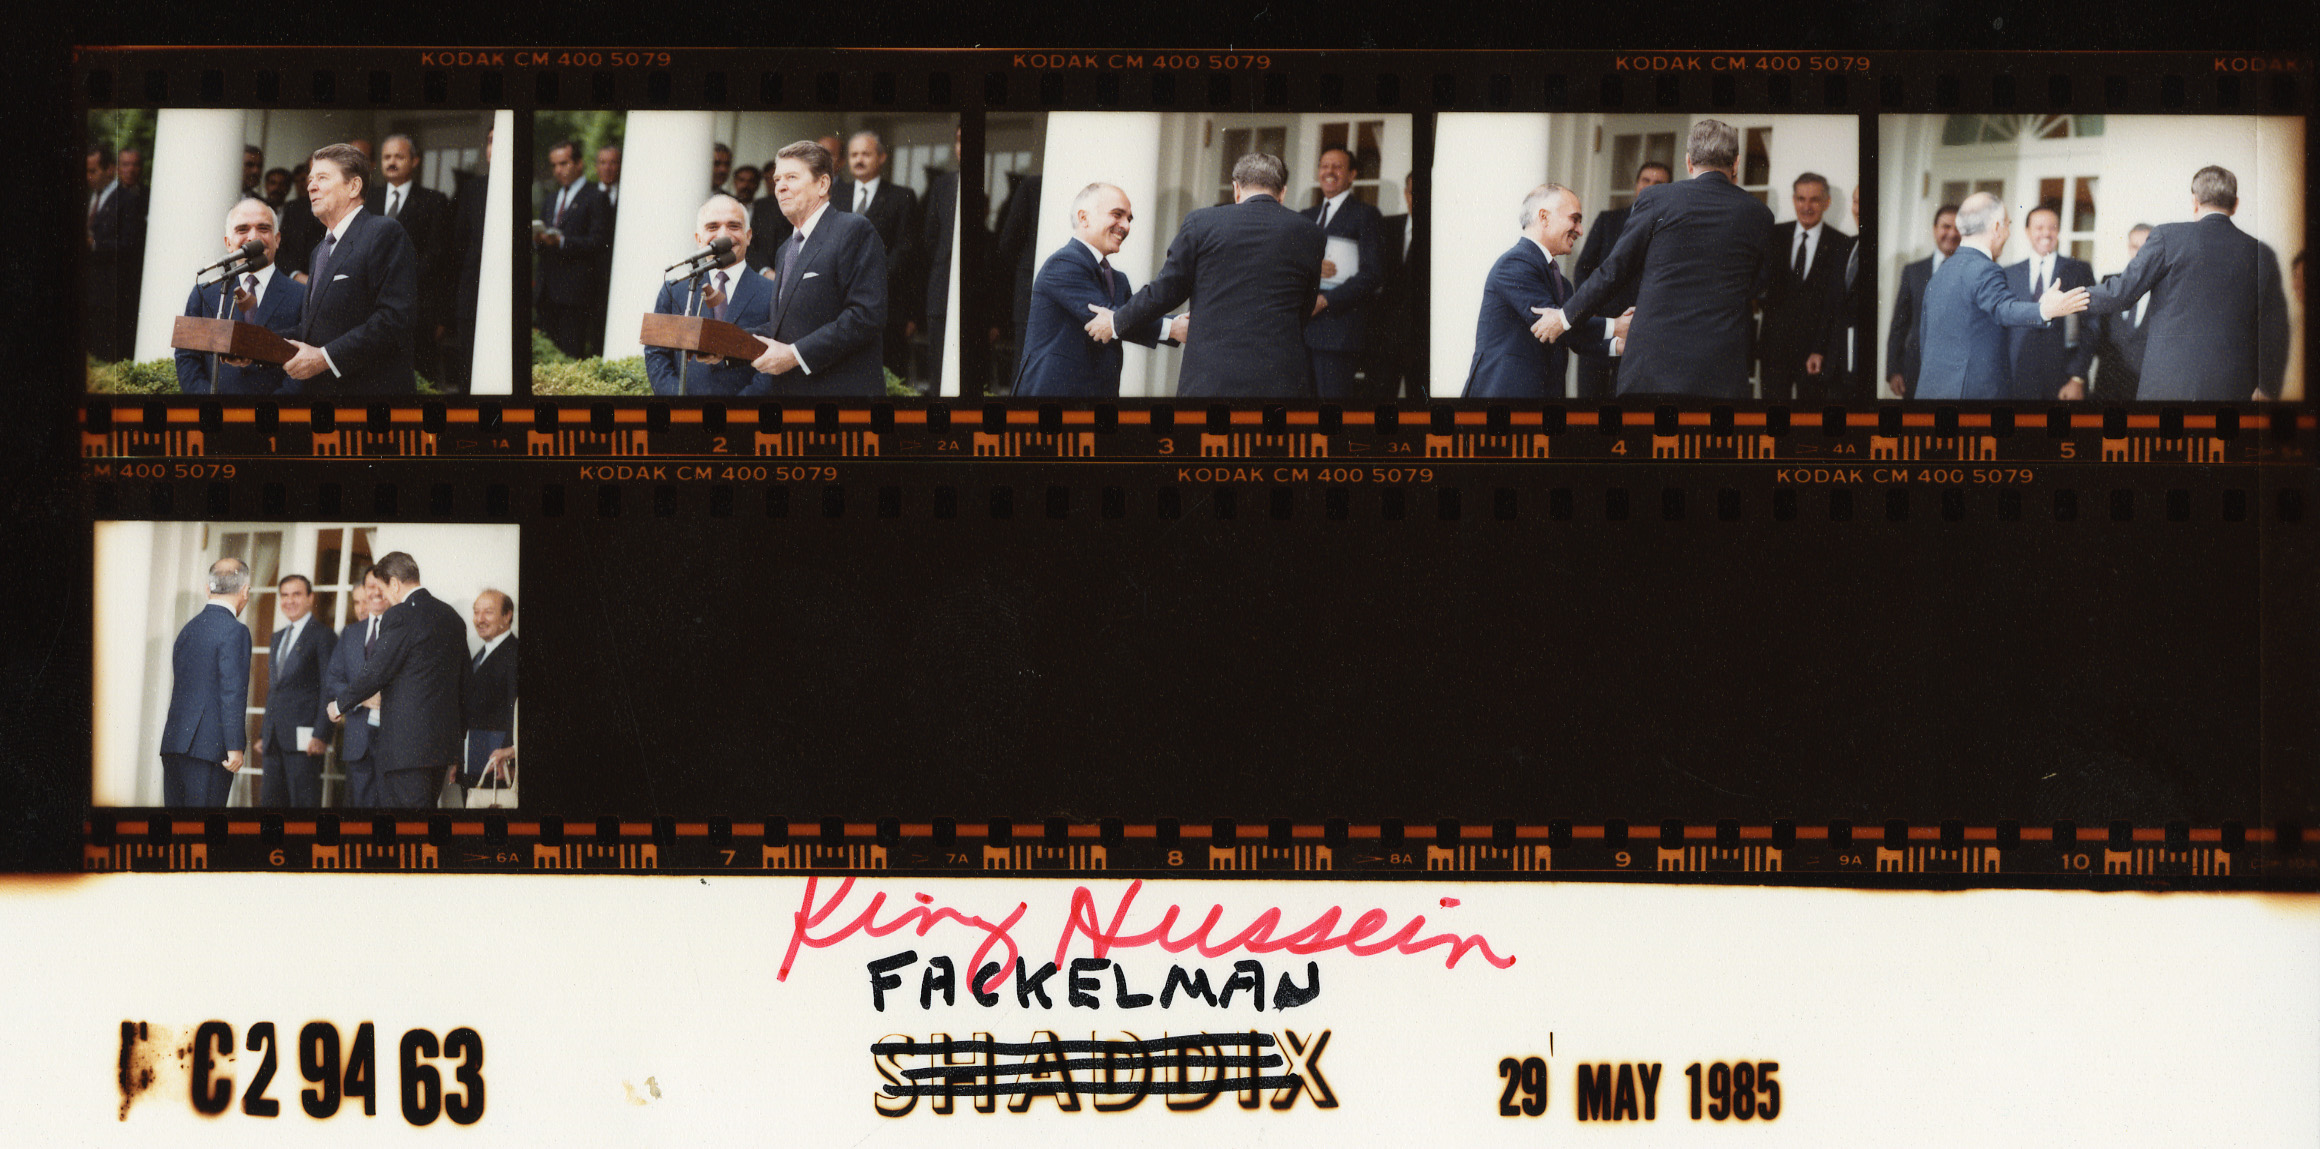 KODAK CM 400 5079 KODAK CM 400 5079 KODAK CM 400 5079 KODAK
1 1A 2 2A 3 3A 4 4A 5 5A
CM 400 5079 KODAK CM 400 5079 KODAK CM 400 5079 KODAK CM 400 5079
6 6A 7 7A 8 8A 9 9A 10
King Hussein
FACKELMAN
SHADDIX
C29463
29 MAY 1985